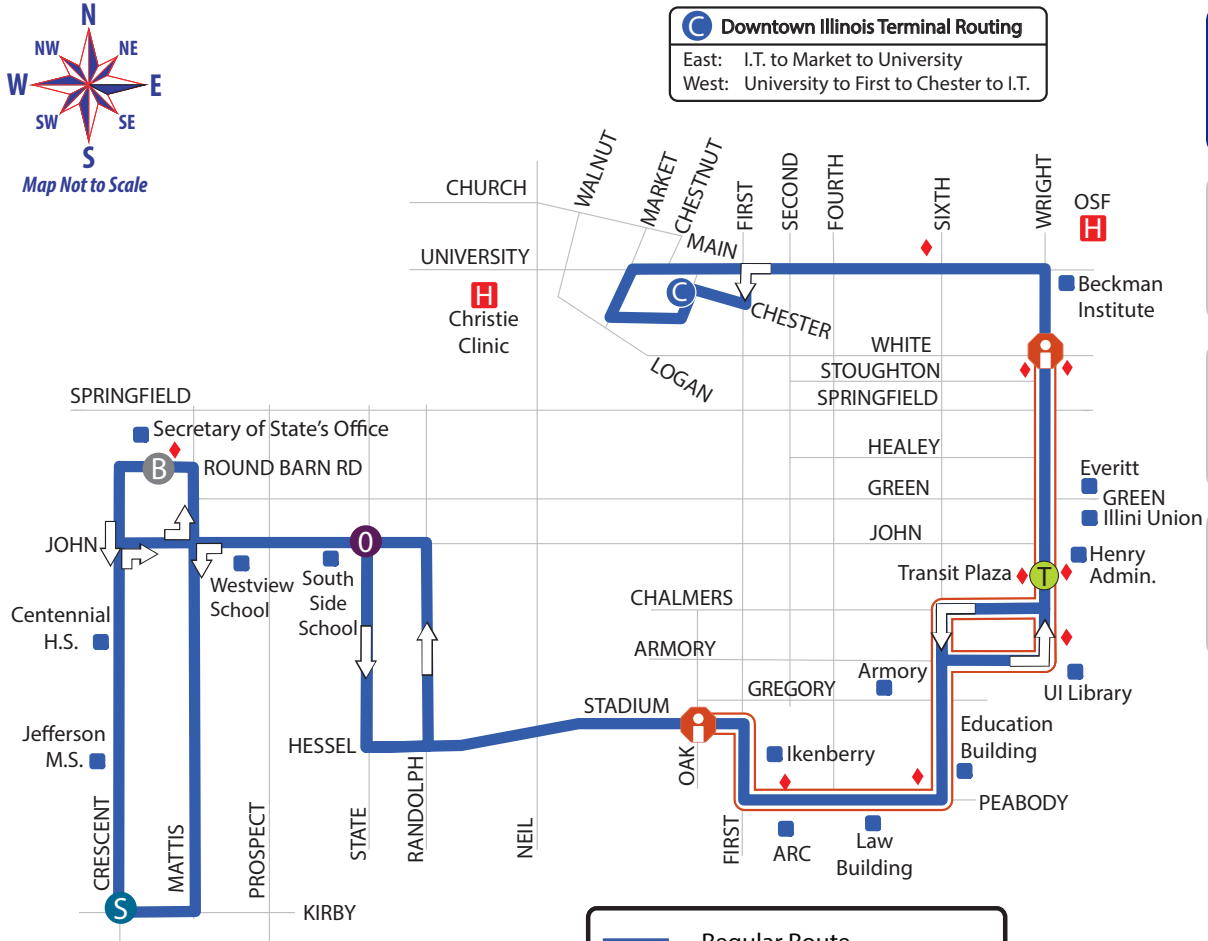 N
NW
NE
W
E
SW
SE
S
Map Not to Scale
C Downtown Illinois Terminal Routing
East: I.T. to Market to University
West: University to First to Chester to I.T.
CHURCH
WALNUT
MARKET
CHESTNUT
FIRST
SECOND
FOURTH
SIXTH
WRIGHT
OSF
H
MAIN
UNIVERSITY
H
Christie
Clinic
C
CHESTER
Beckman
Institute
LOGAN
WHITE
STOUGHTON
SPRINGFIELD
SPRINGFIELD
Secretary of State's Office
B
ROUND BARN RD
HEALEY
GREEN
Everitt
GREEN
Illini Union
JOHN
O
JOHN
Westview
School
South
Side
School
Transit Plaza
T
Henry
Admin.
Centennial
H.S.
CHALMERS
ARMORY
Armory
GREGORY
UI Library
Jefferson
M.S.
HESSEL
STADIUM
OAK
Ikenberry
Education
Building
PEABODY
CRESCENT
MATTIS
PROSPECT
STATE
RANDOLPH
NEIL
FIRST
ARC
Law
Building
S
KIRBY
Regular Route